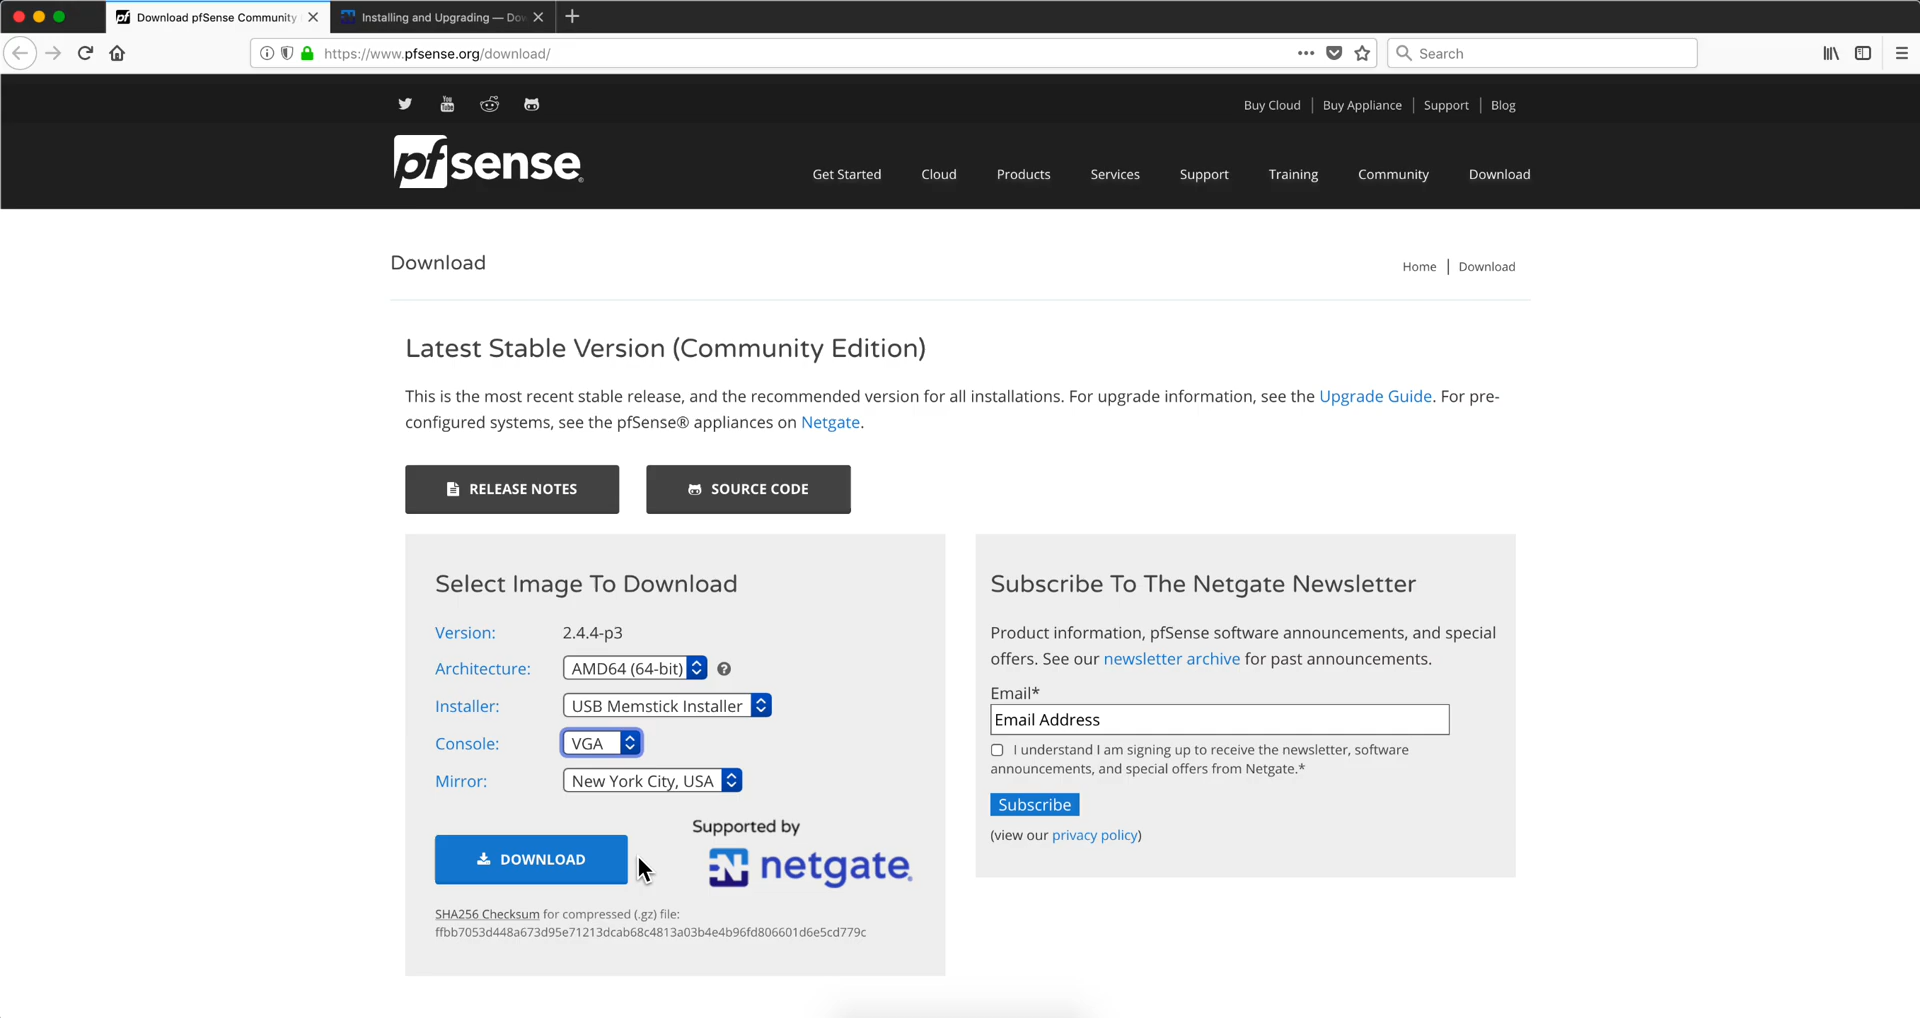 Download pfSense Community
Installing and Upgrading — Do
https://www.pfsense.org/download/
Search
You Tube
Buy Cloud
Buy Appliance
Support
Blog
pfsense
Get Started
Cloud
Products
Services
Support
Training
Community
Download
Download
Home
Download
Latest Stable Version (Community Edition)
This is the most recent stable release, and the recommended version for all installations. For upgrade information, see the Upgrade Guide. For pre-
configured systems, see the pfSense® appliances on Netgate.
RELEASE NOTES
SOURCE CODE
Select Image To Download
Version: 2.4.4-p3
Architecture: AMD64 (64-bit)
Installer: USB Memstick Installer
Console: VGA
Mirror: New York City, USA
DOWNLOAD
Supported by
netgate
SHA256 Checksum for compressed (.gz) file:
ffbb7053d448a673d95e71213dcab68c4813a03b4e4b96fd806601d6e5cd779c
Subscribe To The Netgate Newsletter
Product information, pfSense software announcements, and special
offers. See our newsletter archive for past announcements.
Email*
Email Address
I understand I am signing up to receive the newsletter, software
announcements, and special offers from Netgate.*
Subscribe
(view our privacy policy)